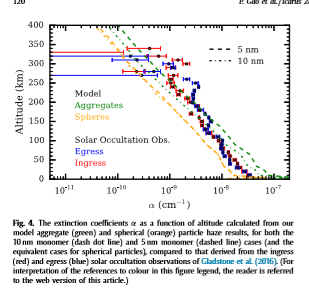 120
P. Gao et al./Icarus 2
400
350
300
250
200
150
100
50
0
Altitude (km)
5 nm
10 nm
Model
Aggregates
Spheres
Solar Occultation Obs.
Egress
Ingress
10⁻¹¹
10⁻¹⁰
10⁻⁹
10⁻⁸
10⁻⁷
α (cm⁻¹)
Fig. 4. The extinction coefficients α as a function of altitude calculated from our
model aggregate (green) and spherical (orange) particle haze results, for both the
10 nm monomer (dash dot line) and 5 nm monomer (dashed line) cases (and the
equivalent cases for spherical particles), compared to that derived from the ingress
(red) and egress (blue) solar occultation observations of Gladstone et al. (2016). (For
interpretation of the references to colour in this figure legend, the reader is referred
to the web version of this article.)